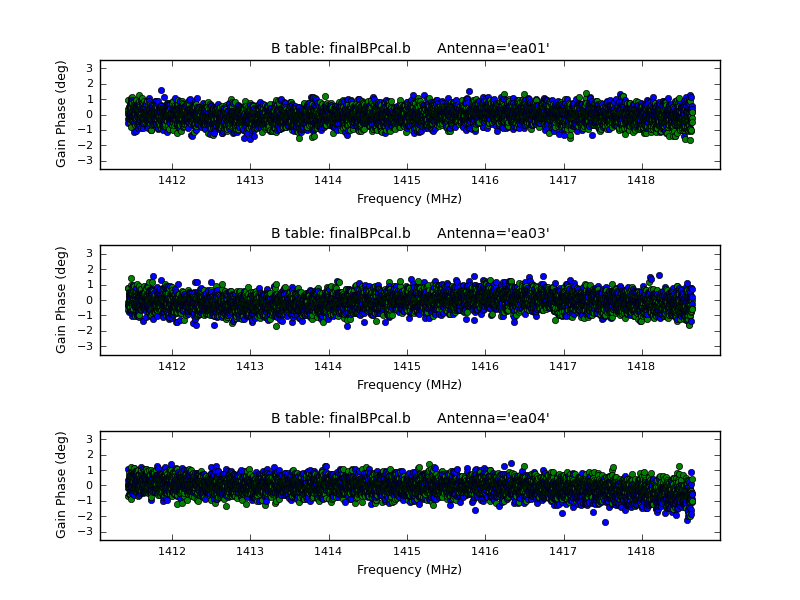 B table: finalBPcal.b      Antenna='ea01'
3
2
1
0
−1
−2
−3
Gain Phase (deg)
1412 1413 1414 1415 1416 1417 1418
Frequency (MHz)
B table: finalBPcal.b      Antenna='ea03'
3
2
1
0
−1
−2
−3
Gain Phase (deg)
1412 1413 1414 1415 1416 1417 1418
Frequency (MHz)
B table: finalBPcal.b      Antenna='ea04'
3
2
1
0
−1
−2
−3
Gain Phase (deg)
1412 1413 1414 1415 1416 1417 1418
Frequency (MHz)